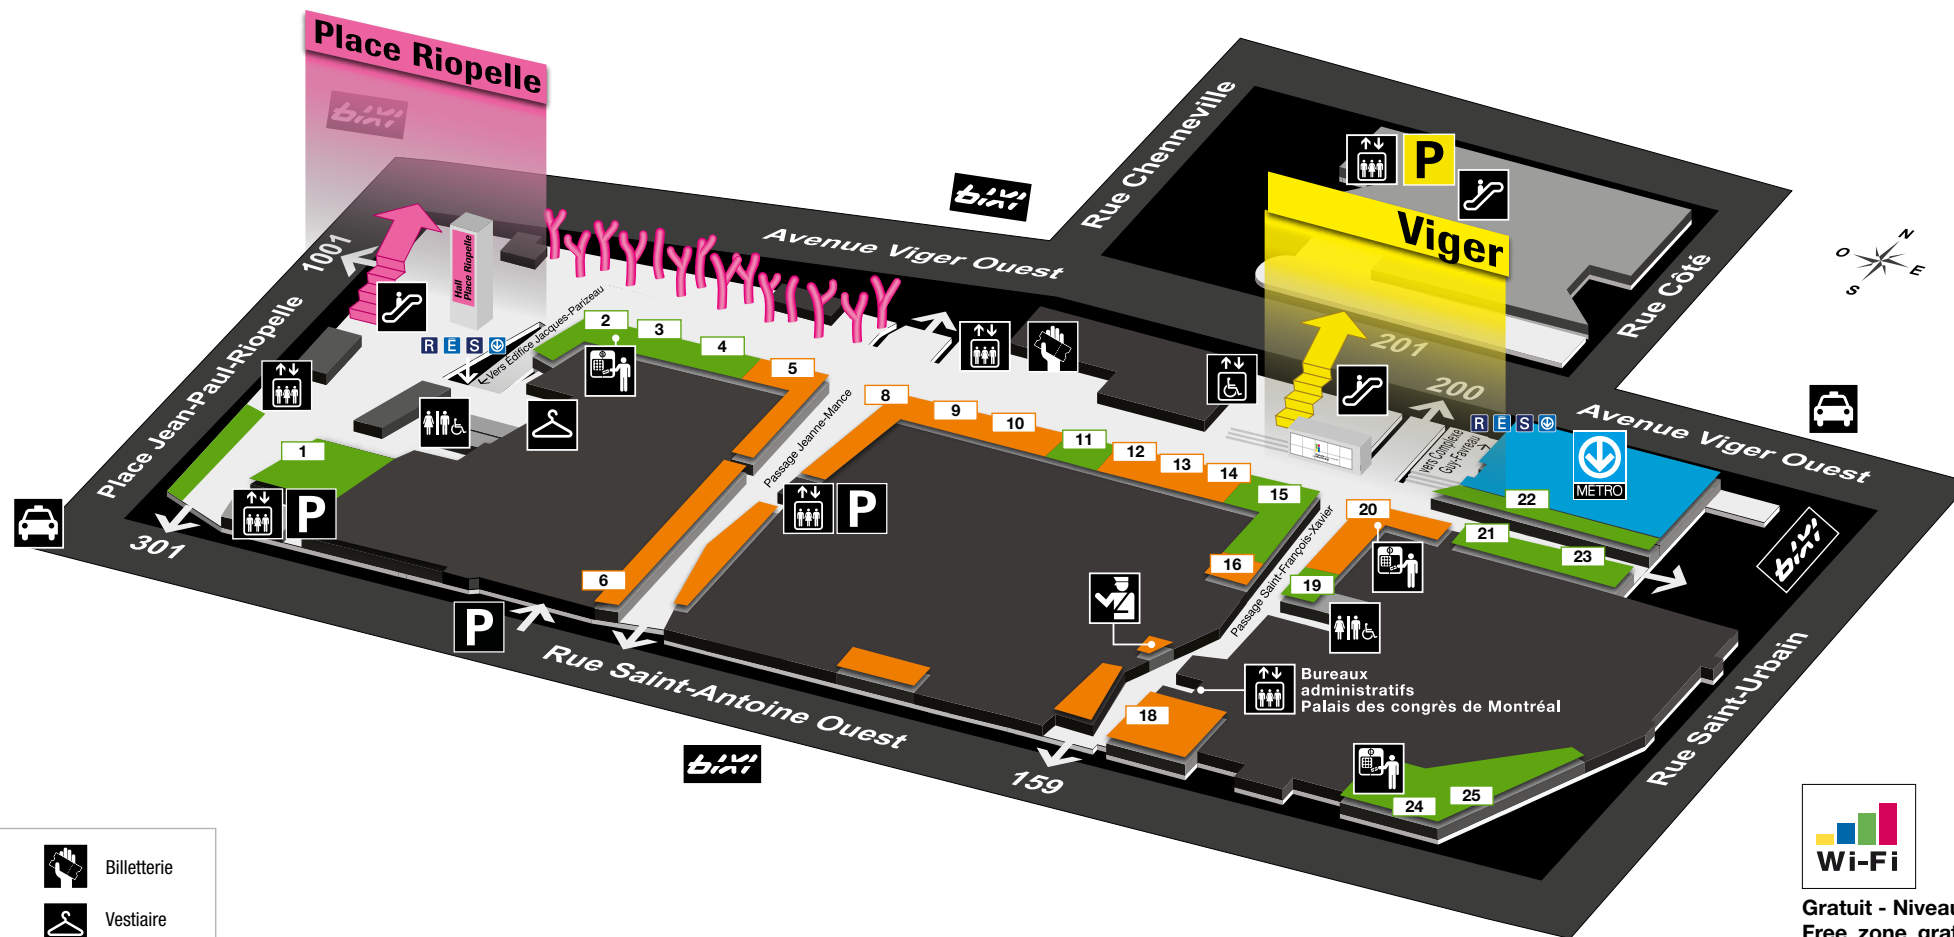 Place Riopelle
bixi
Rue Chenneville
P
Viger
bixi
Avenue Viger Ouest
Rue Côté
N
O
E
S
1001
Hall
Place Riopelle
Place Jean-Paul-Riopelle
R E S
Vers Édifice Jacques-Parizeau
2
3
4
5
201
200
R E S
Avenue Viger Ouest
Passage Jeanne-Mance
8
9
10
11
12
13
14
15
vers Complexe
Guy-Favreau
MÉTRO
1
P
P
22
20
21
23
bixi
301
6
16
19
Passage Saint-François-Xavier
P
Rue Saint-Antoine Ouest
Bureaux
administratifs
Palais des congrès de Montréal
18
Rue Saint-Urbain
bixi
159
24
25
Wi-Fi
Billetterie
Vestiaire
Gratuit - Niveau